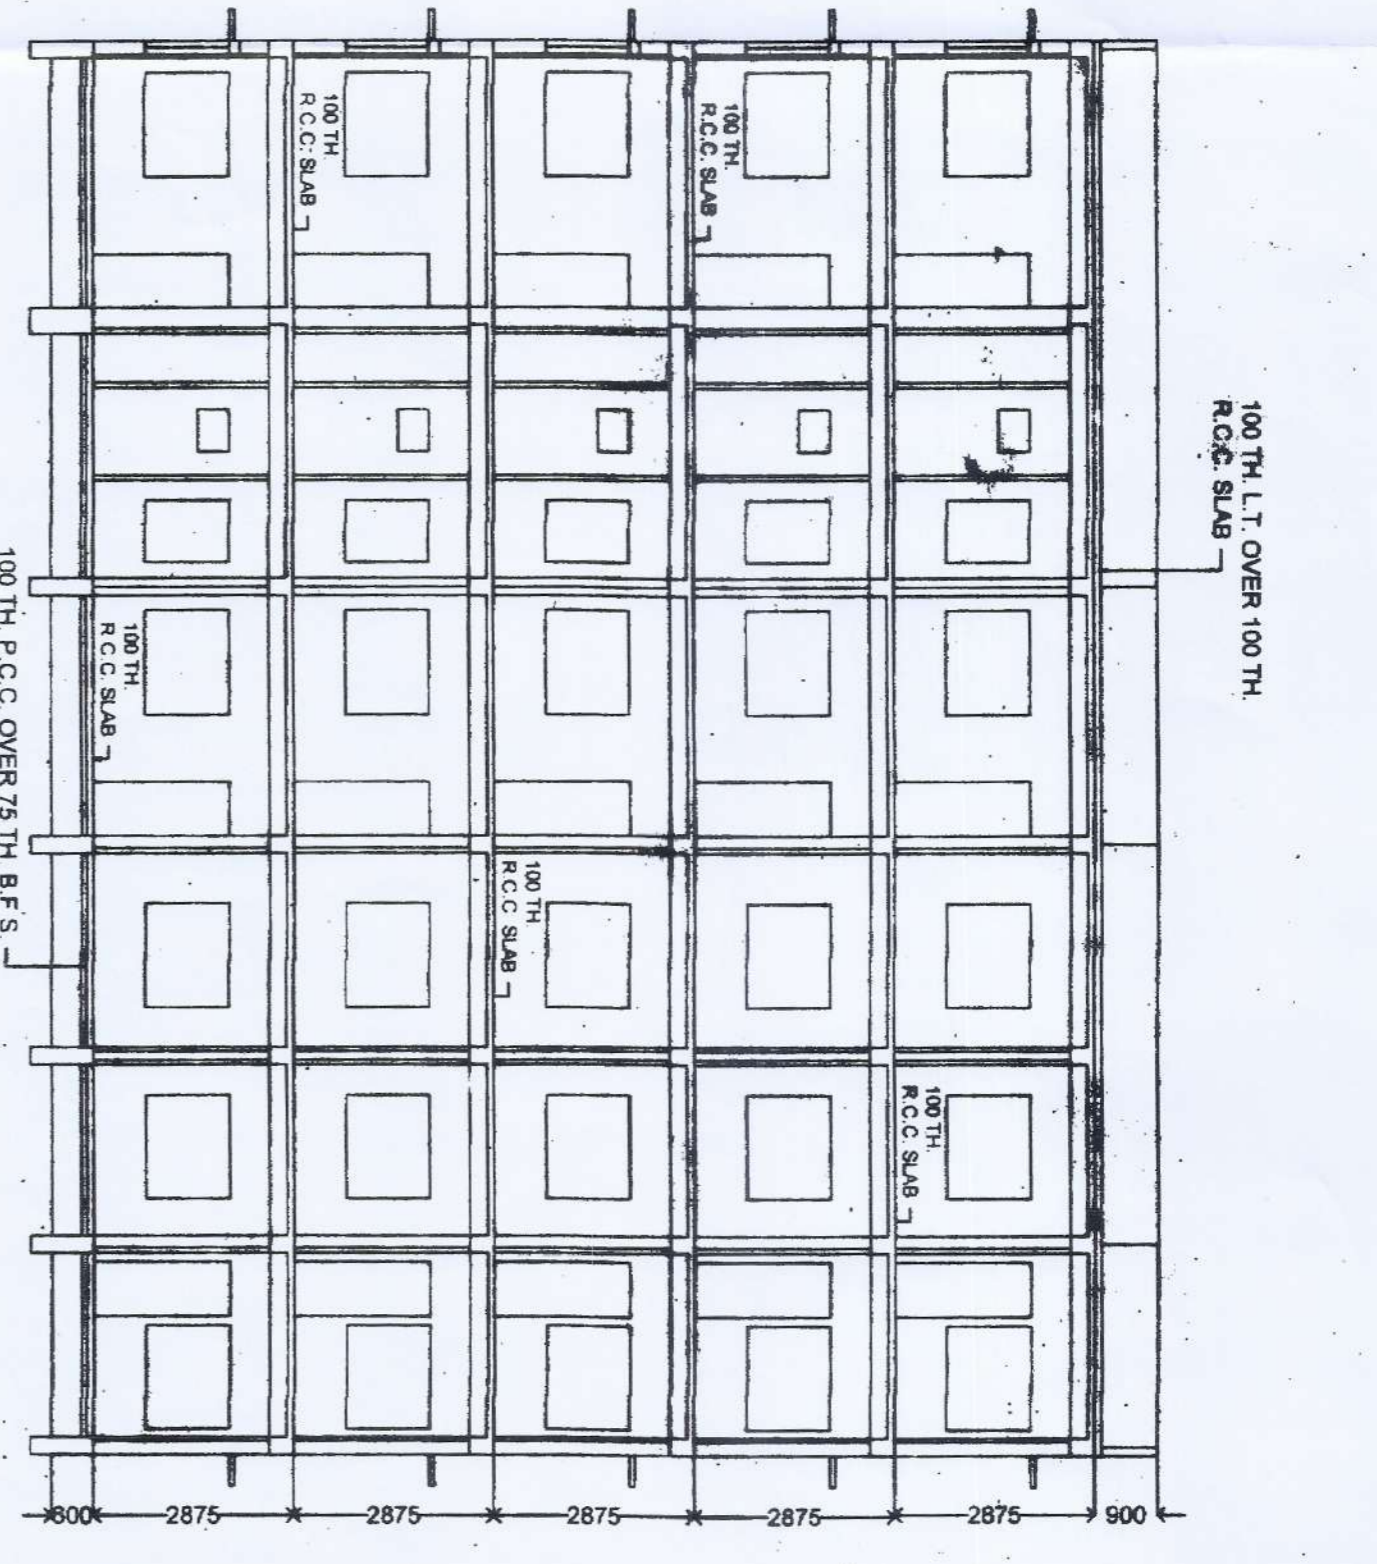 100 TH. L.T. OVER 100 TH.
R.C.C. SLAB
100 TH.
R.C.C. SLAB
100 TH.
R.C.C. SLAB
100 TH.
R.C.C. SLAB
100 TH.
R.C.C SLAB
100 TH.
R.C.C. SLAB
100 TH. P.C.C. OVER 75 TH B.F.S.
2875
2875
2875
2875
2875
900